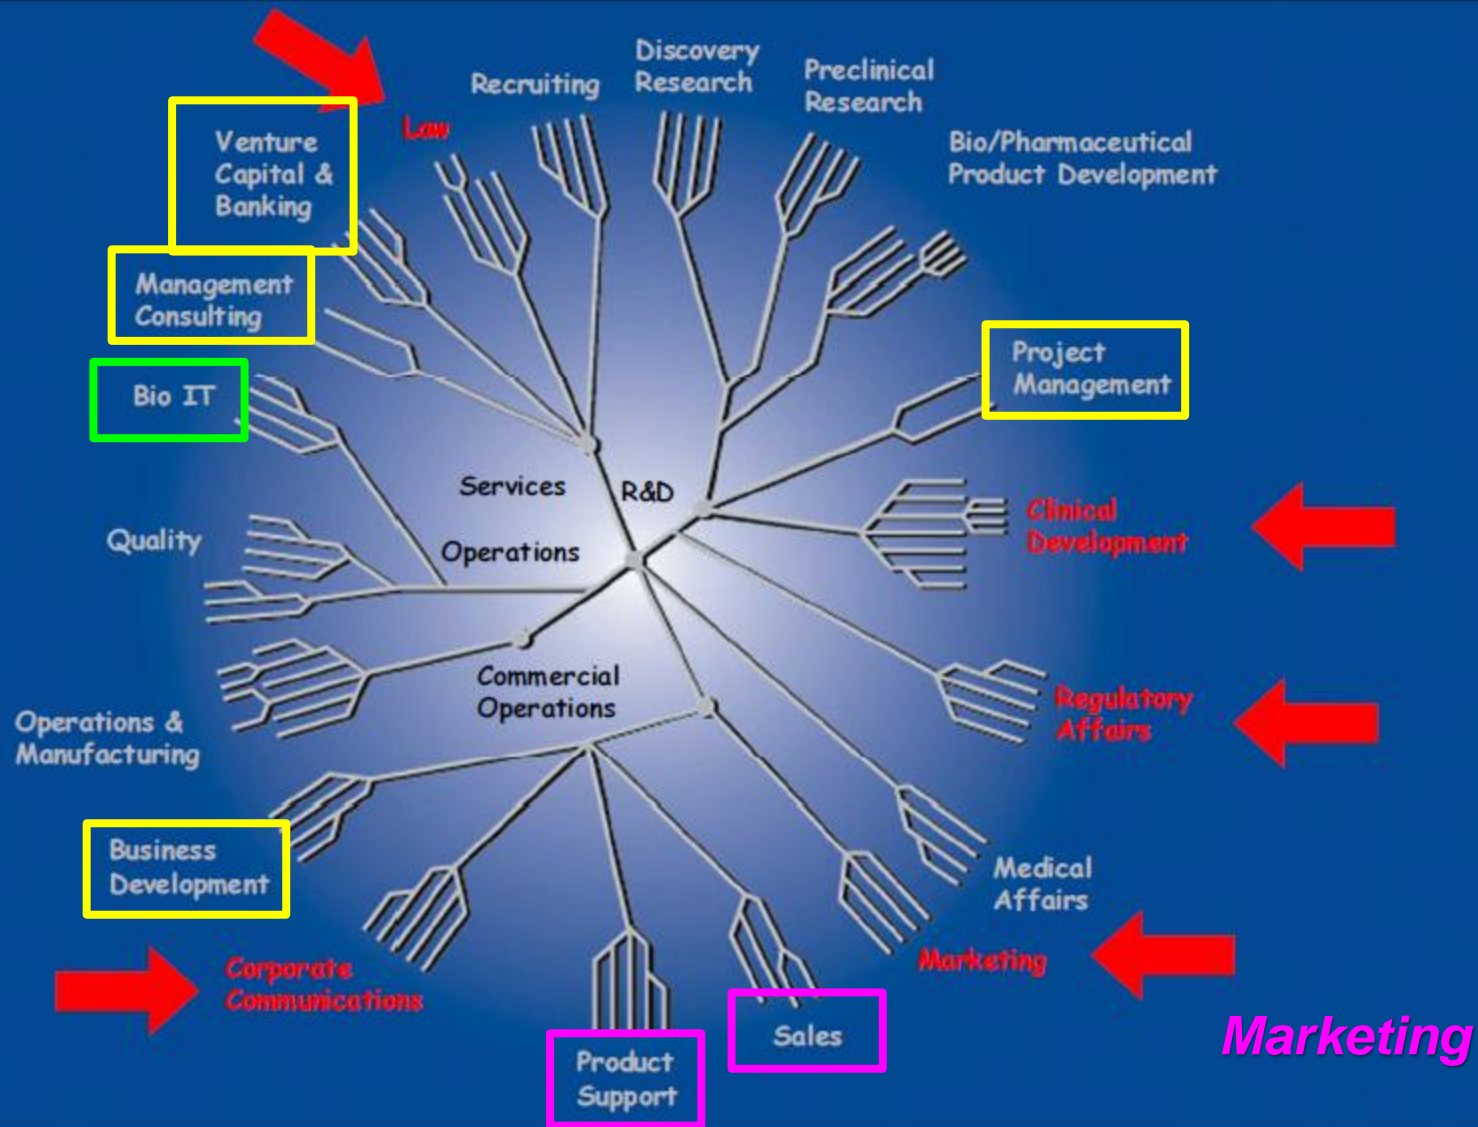 Discovery
Research
Recruiting
Preclinical
Research
Law
Venture
Capital &
Banking
Bio/Pharmaceutical
Product Development
Management
Consulting
Project
Management
Bio IT
Services
R&D
Clinical
Development
Quality
Operations
Commercial
Operations
Regulatory
Affairs
Operations &
Manufacturing
Business
Development
Medical
Affairs
Marketing
Corporate
Communications
Sales
Marketing
Product
Support